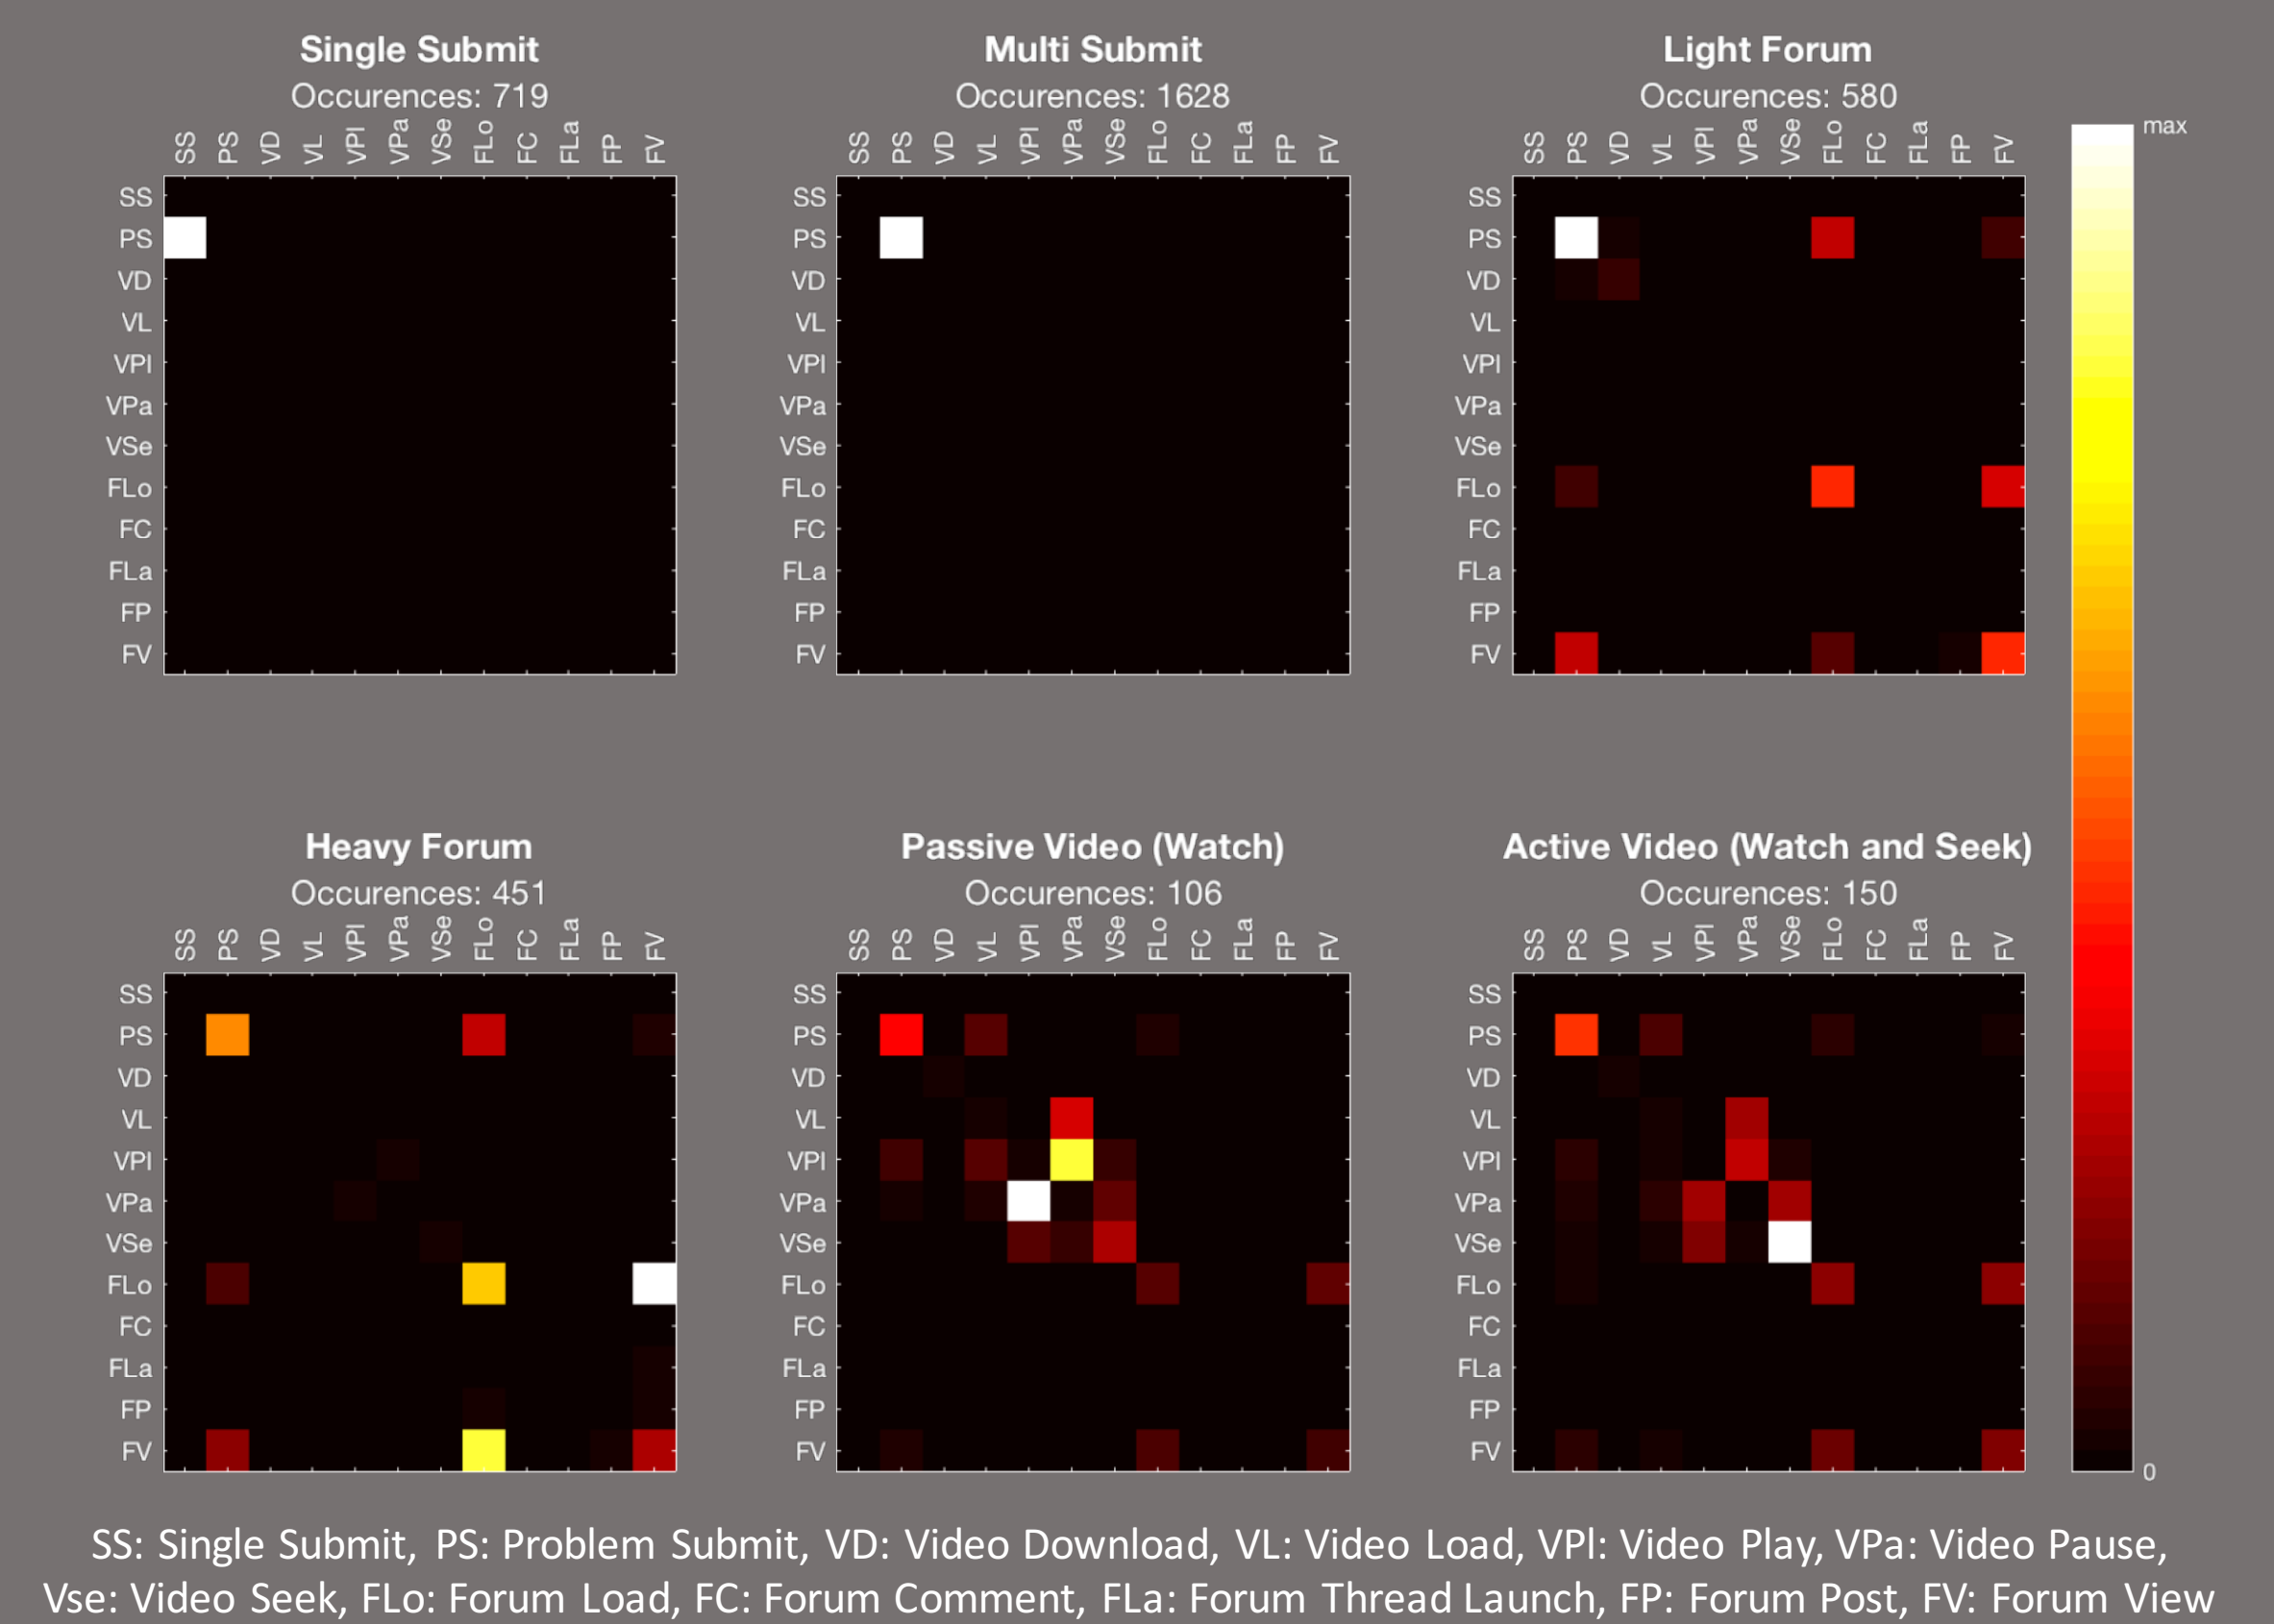 Single Submit
Occurences: 719
SS PS VD VL VPl VPa VSe FLo FC FLa FP FV
SS
PS
VD
VL
VPl
VPa
VSe
FLo
FC
FLa
FP
FV
Multi Submit
Occurences: 1628
SS PS VD VL VPl VPa VSe FLo FC FLa FP FV
SS
PS
VD
VL
VPl
VPa
VSe
FLo
FC
FLa
FP
FV
Light Forum
Occurences: 580
SS PS VD VL VPl VPa VSe FLo FC FLa FP FV
SS
PS
VD
VL
VPl
VPa
VSe
FLo
FC
FLa
FP
FV
max
0
Heavy Forum
Occurences: 451
SS PS VD VL VPl VPa VSe FLo FC FLa FP FV
SS
PS
VD
VL
VPl
VPa
VSe
FLo
FC
FLa
FP
FV
Passive Video (Watch)
Occurences: 106
SS PS VD VL VPl VPa VSe FLo FC FLa FP FV
SS
PS
VD
VL
VPl
VPa
VSe
FLo
FC
FLa
FP
FV
Active Video (Watch and Seek)
Occurences: 150
SS PS VD VL VPl VPa VSe FLo FC FLa FP FV
SS
PS
VD
VL
VPl
VPa
VSe
FLo
FC
FLa
FP
FV
SS: Single Submit, PS: Problem Submit, VD: Video Download, VL: Video Load, VPl: Video Play, VPa: Video Pause,
Vse: Video Seek, FLo: Forum Load, FC: Forum Comment, FLa: Forum Thread Launch, FP: Forum Post, FV: Forum View